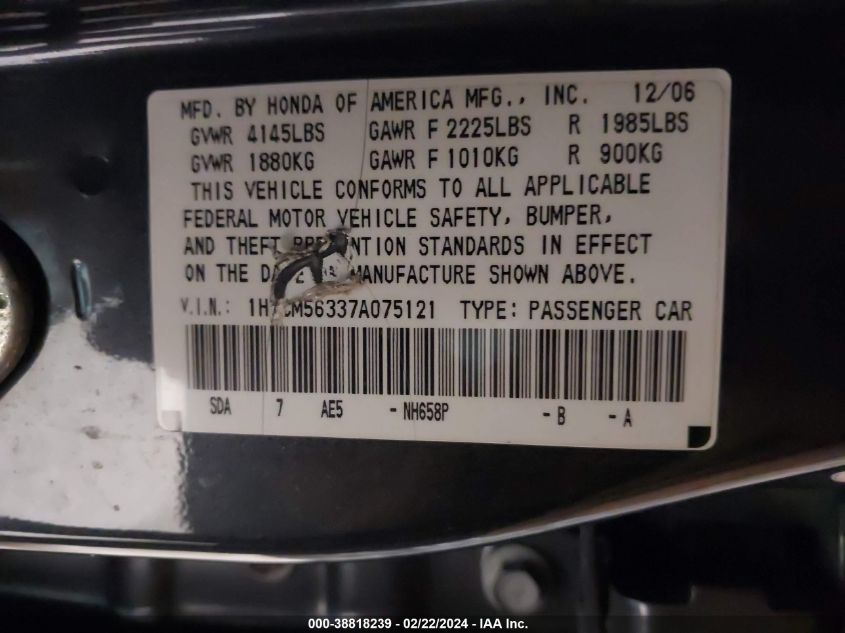 MFD. BY HONDA OF AMERICA MFG., INC. 12/06
GVWR 4145LBS GAWR F 2225LBS R 1985LBS
GVWR 1880KG GAWR F 1010KG R 900KG
THIS VEHICLE CONFORMS TO ALL APPLICABLE
FEDERAL MOTOR VEHICLE SAFETY, BUMPER,
AND THEFT PREVENTION STANDARDS IN EFFECT
ON THE DATE MANUFACTURE SHOWN ABOVE.
V.I.N.: TYPE: PASSENGER CAR
SDA 7 AE5 -NH658P -B -A
000-38818239 - 02/22/2024 - IAA Inc.